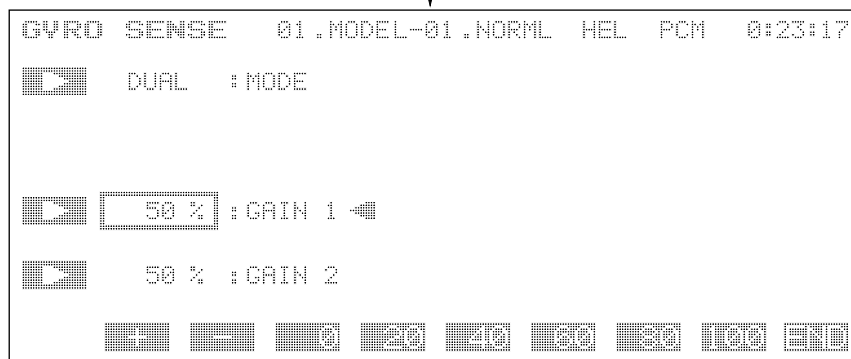 GYRO SENSE 01.MODEL-01.NORML HEL PCM 0:23:17
DUAL :MODE
50 % :GAIN 1
50 % :GAIN 2
+ - 0 20 40 60 80 100 END